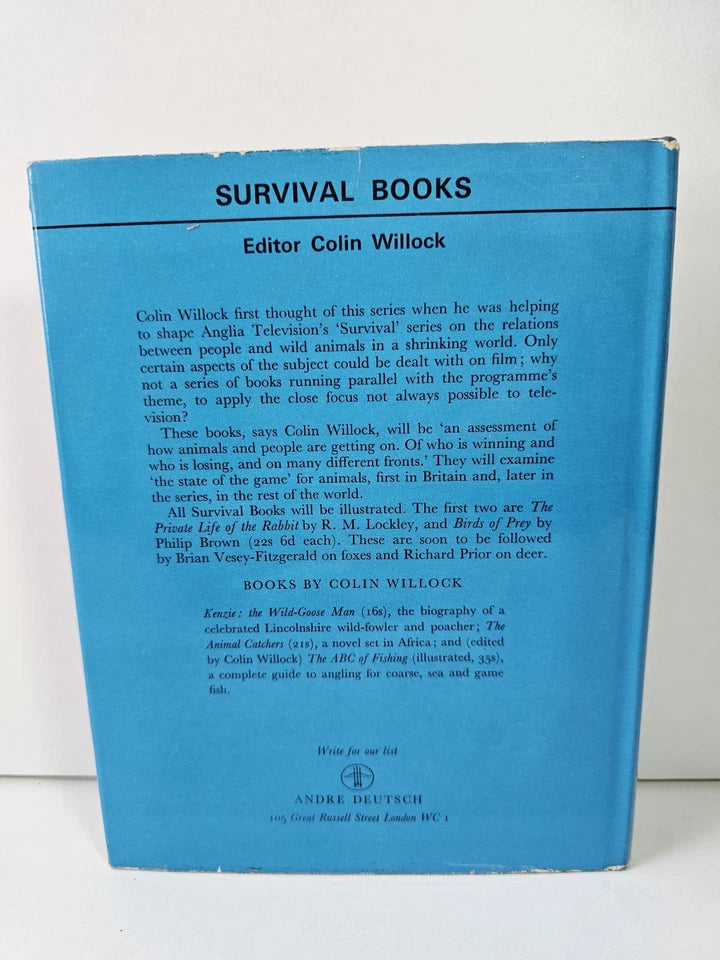 SURVIVAL BOOKS
Editor Colin Willock
Colin Willock first thought of this series when he was helping
to shape Anglia Television's 'Survival' series on the relations
between people and wild animals in a shrinking world. Only
certain aspects of the subject could be dealt with on film; why
not a series of books running parallel with the programme's
theme, to apply the close focus not always possible to tele-
vision?
These books, says Colin Willock, will be 'an assessment of
how animals and people are getting on. Of who is winning and
who is losing, and on many different fronts.' They will examine
'the state of the game' for animals, first in Britain and, later in
the series, in the rest of the world.
All Survival Books will be illustrated. The first two are The
Private Life of the Rabbit by R. M. Lockley, and Birds of Prey by
Philip Brown (22s 6d each). These are soon to be followed
by Brian Vesey-Fitzgerald on foxes and Richard Prior on deer.
BOOKS BY COLIN WILLOCK
Kenzie: the Wild-Goose Man (16s), the biography of a
celebrated Lincolnshire wild-fowler and poacher; The
Animal Catchers (21s), a novel set in Africa; and (edited
by Colin Willock) The ABC of Fishing (illustrated, 35s),
a complete guide to angling for coarse, sea and game
fish.
Write for our list
ANDRE DEUTSCH
105 Great Russell Street London WC 1